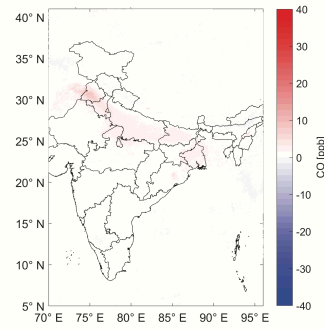 40° N
35° N
30° N
25° N
20° N
15° N
10° N
5° N
70° E
75° E
80° E
85° E
90° E
95° E
40
30
20
10
0
-10
-20
-30
-40
CO [ppb]